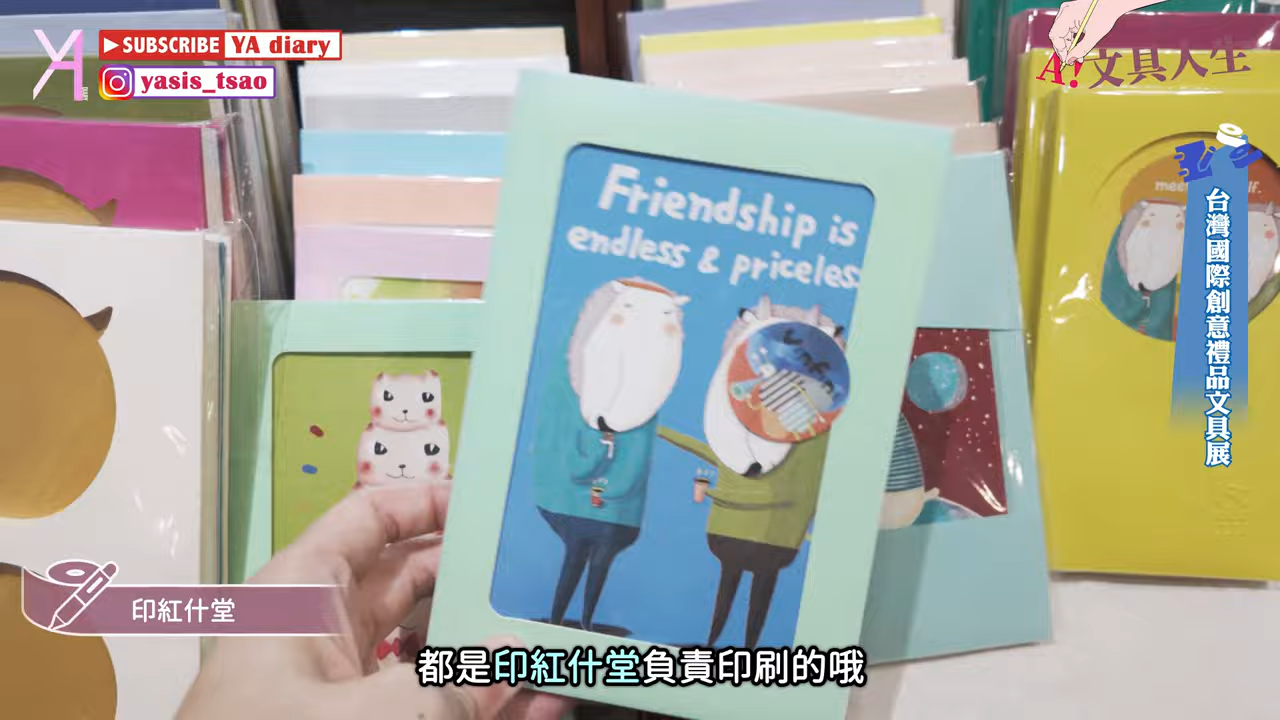 YA
SUBSCRIBE YA diary
yasis_tsao
A!文具人生
台灣國際創意禮品文具展
Friendship is
endless & priceless
印紅什堂
都是印紅什堂負責印刷的哦